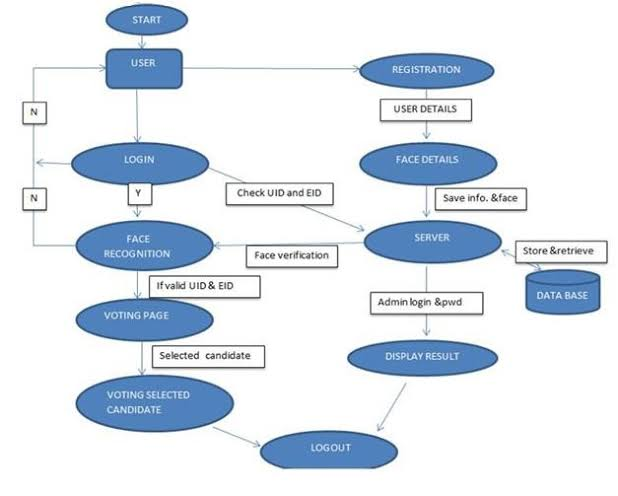 START
USER
REGISTRATION
N
USER DETAILS
LOGIN
FACE DETAILS
N
Y
Check UID and EID
Save info. &face
FACE
RECOGNITION
SERVER
Face verification
Store &retrieve
If valid UID & EID
DATA BASE
Admin login &pwd
VOTING PAGE
Selected candidate
DISPLAY RESULT
VOTING SELECTED
CANDIDATE
LOGOUT